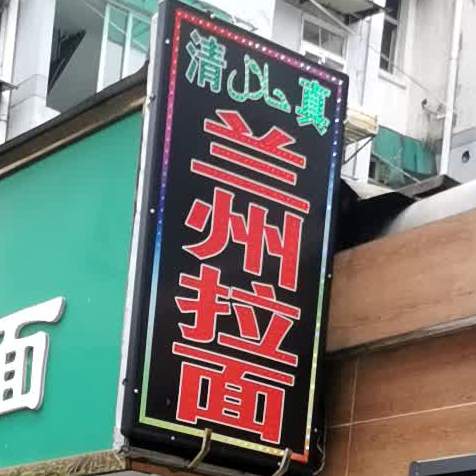 清 حلال 真
兰州拉面
面